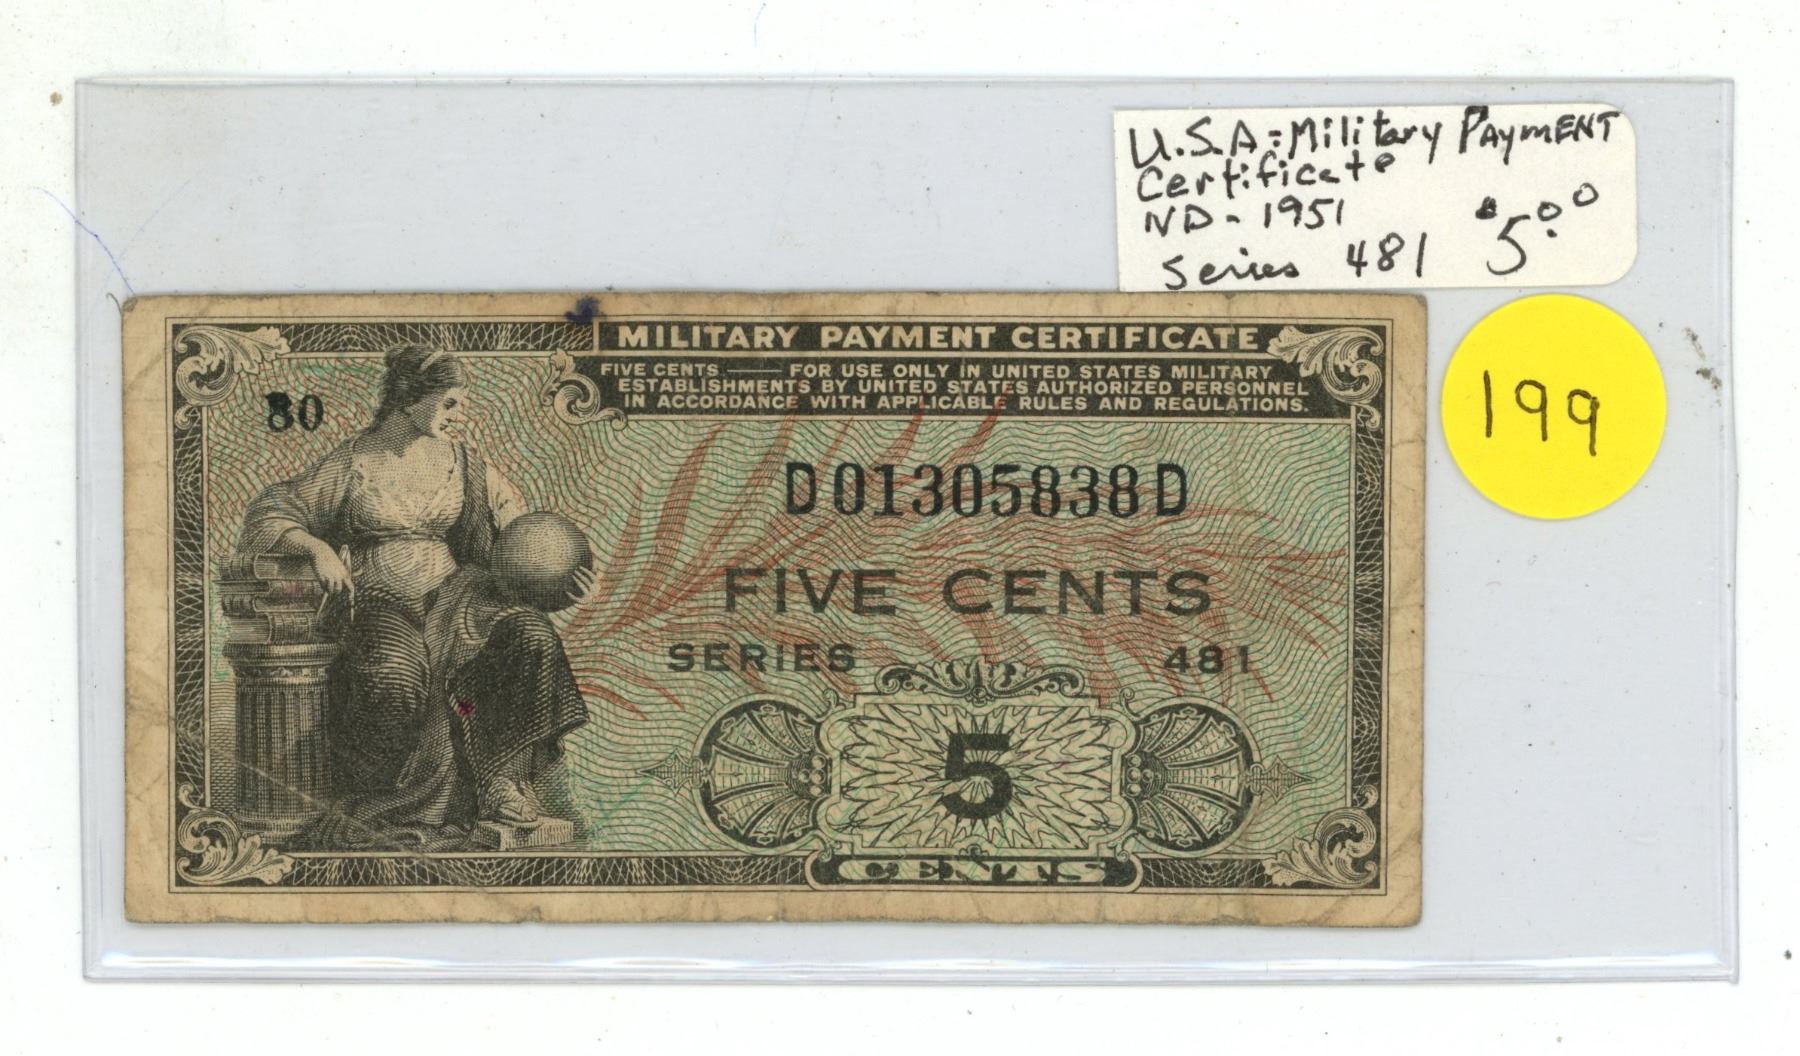 U.S.A = Military PAYMENT
Certificate
ND - 1951
Series 481 $5.00
199
MILITARY PAYMENT CERTIFICATE
FIVE CENTS — FOR USE ONLY IN UNITED STATES MILITARY
ESTABLISHMENTS BY UNITED STATES AUTHORIZED PERSONNEL
IN ACCORDANCE WITH APPLICABLE RULES AND REGULATIONS.
80
D01305838D
FIVE CENTS
SERIES 481
5
CENTS